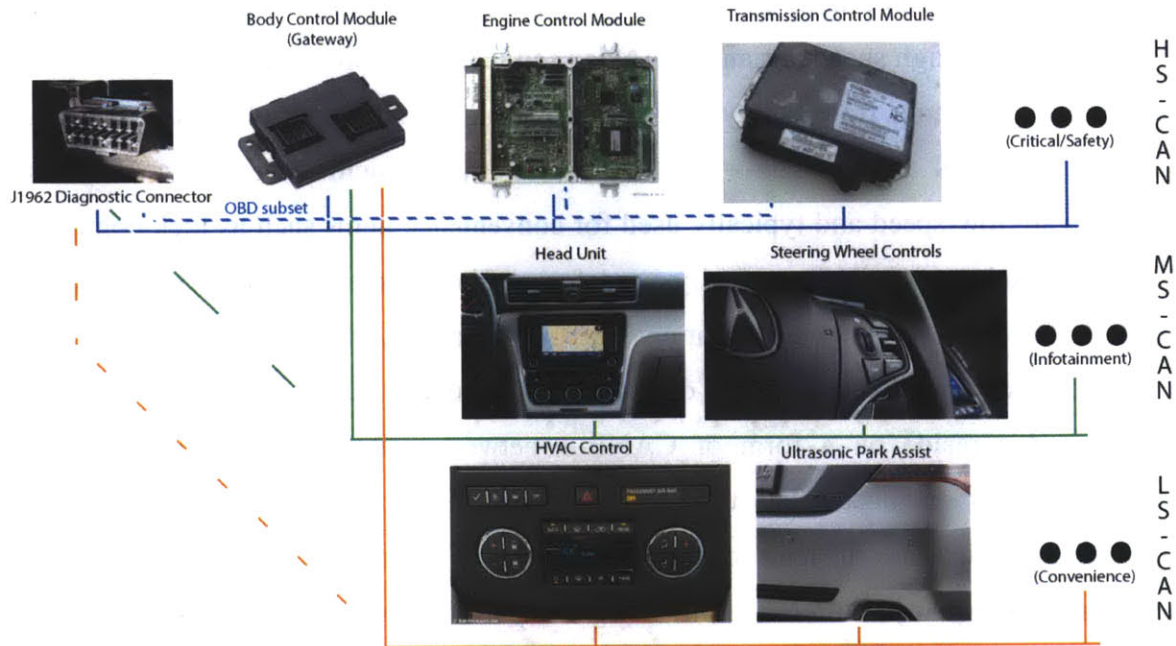 Body Control Module
(Gateway)
Engine Control Module
Transmission Control Module
H
S
-
C
A
N
(Critical/Safety)
J1962 Diagnostic Connector
OBD subset
Head Unit
Steering Wheel Controls
M
S
-
C
A
N
(Infotainment)
HVAC Control
Ultrasonic Park Assist
L
S
-
C
A
N
(Convenience)